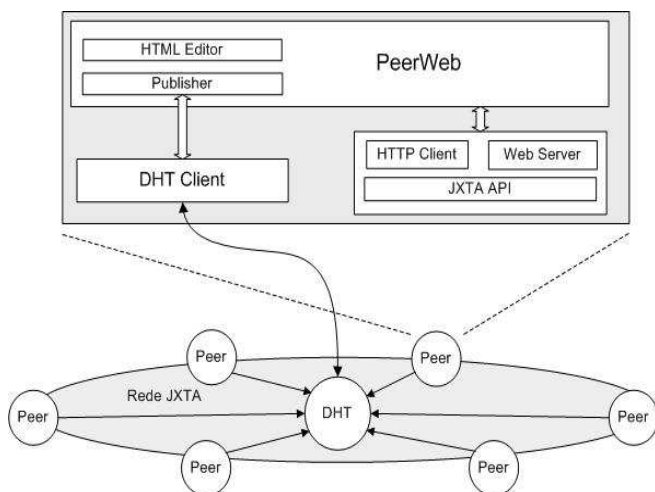 HTML Editor
PeerWeb
Publisher
HTTP Client
Web Server
DHT Client
JXTA API
Peer
Peer
Rede JXTA
Peer
DHT
Peer
Peer
Peer